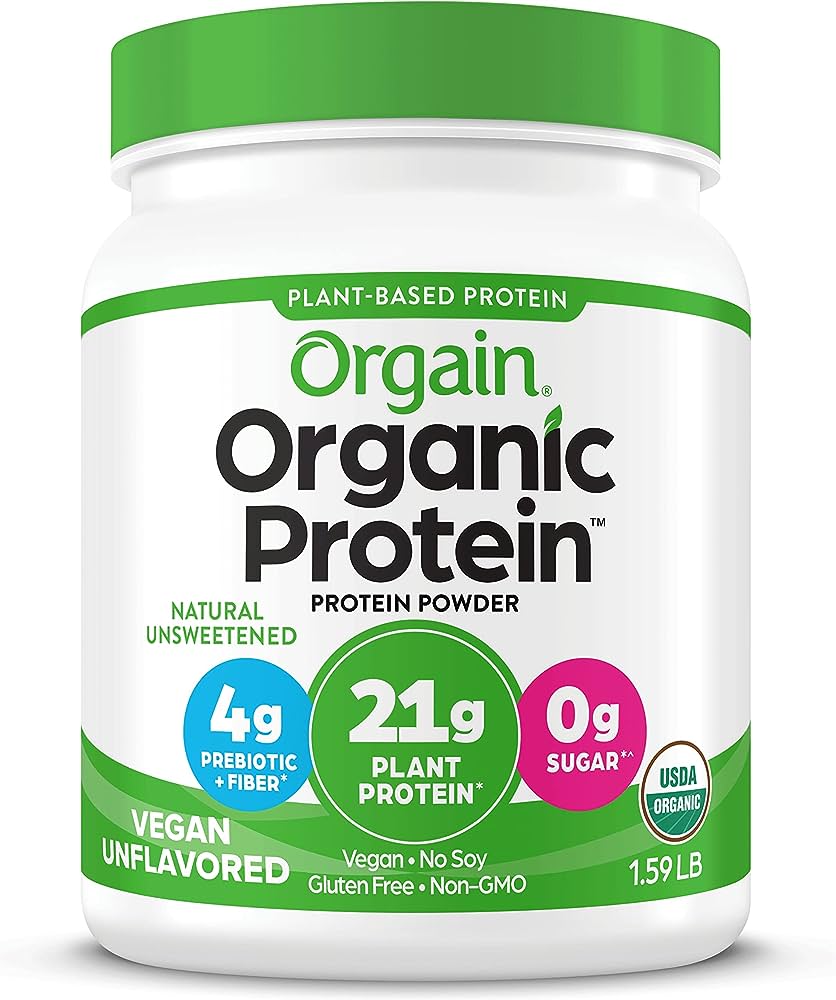 PLANT-BASED PROTEIN
Orgain®
Organic
Protein™
PROTEIN POWDER
NATURAL
UNSWEETENED
4g
PREBIOTIC
+ FIBER*
21g
PLANT
PROTEIN*
0g
SUGAR*^
USDA
ORGANIC
VEGAN
UNFLAVORED
Vegan • No Soy
Gluten Free • Non-GMO
1.59 LB